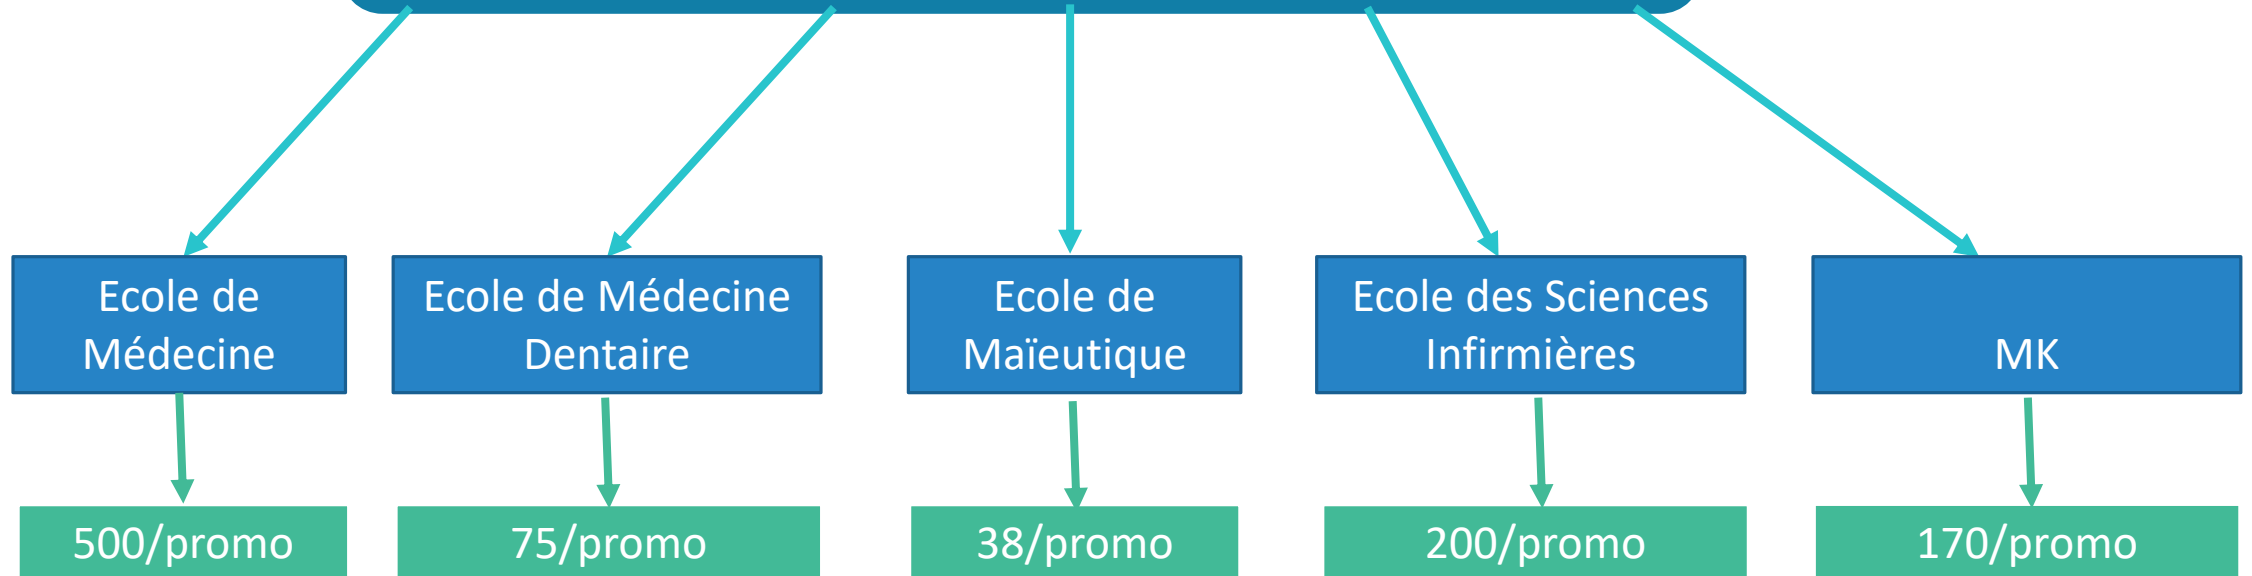 Ecole de
Médecine
Ecole de Médecine
Dentaire
Ecole de
Maïeutique
Ecole des Sciences
Infirmières
MK
500/promo
75/promo
38/promo
200/promo
170/promo